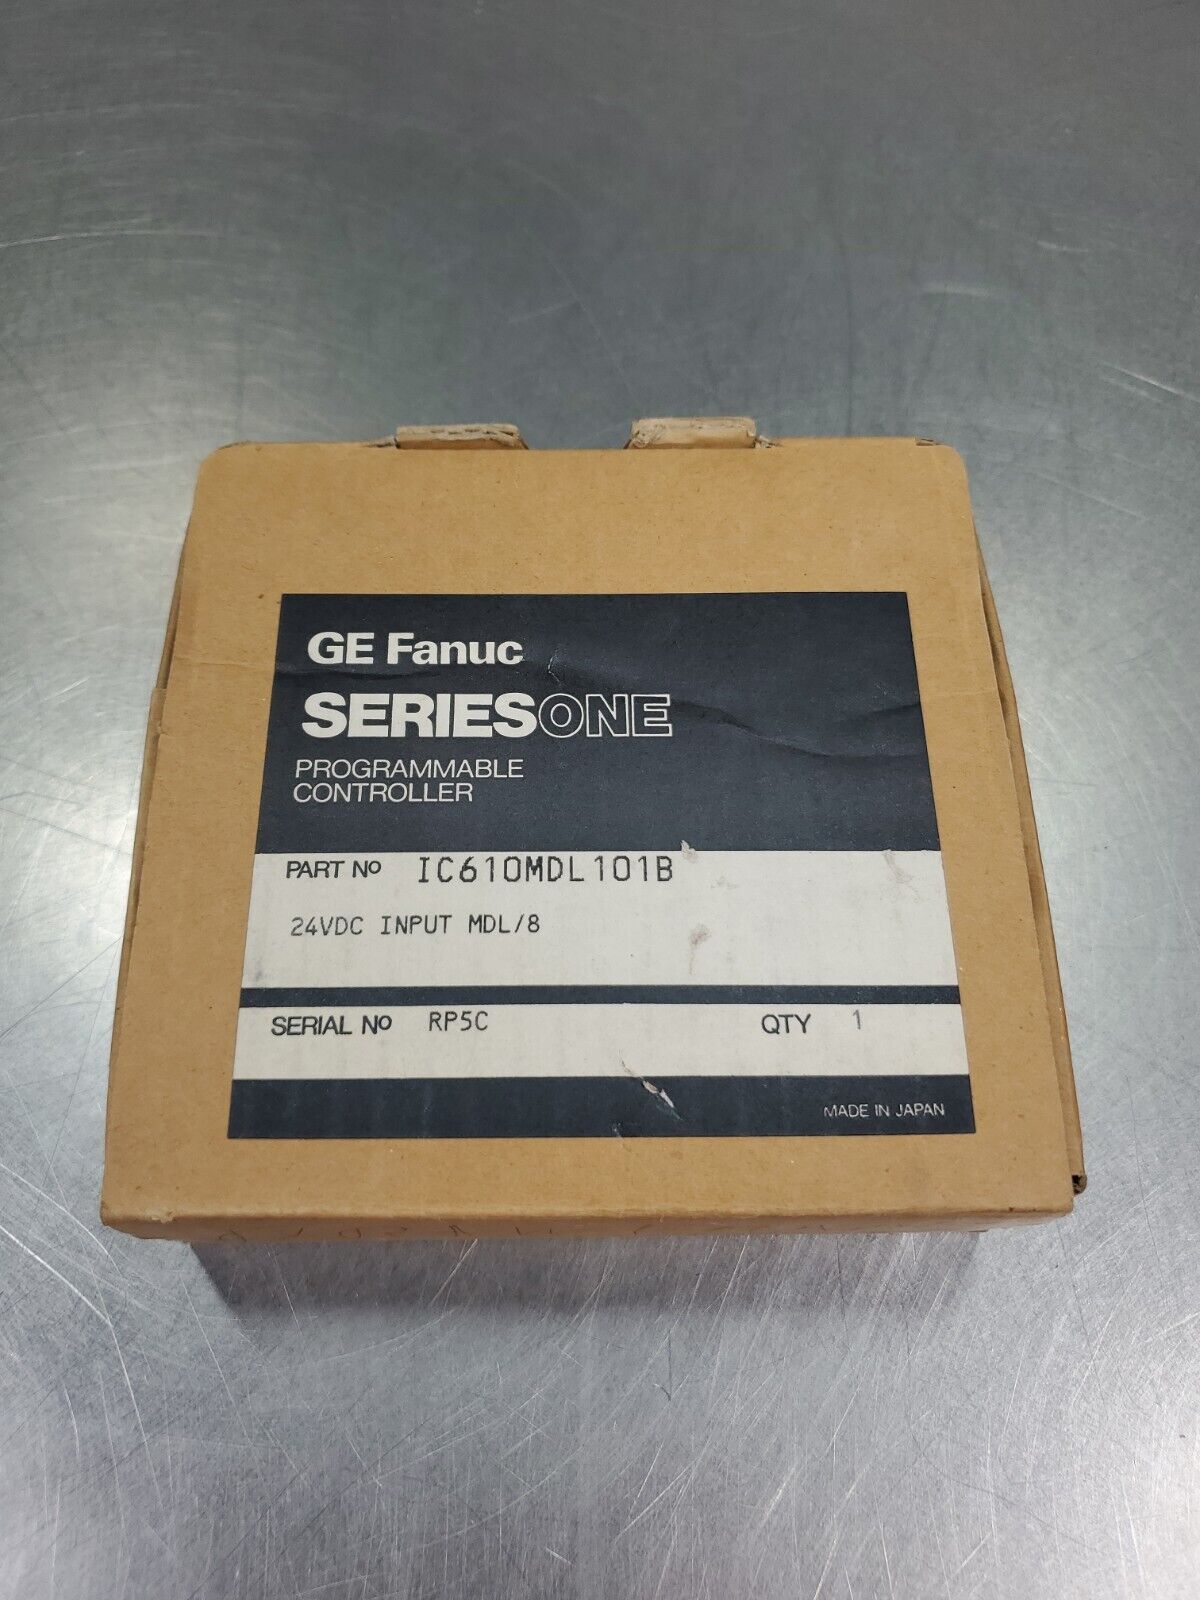 GE Fanuc
SERIESONE
PROGRAMMABLE
CONTROLLER
PART No IC610MDL101B
24VDC INPUT MDL/8
SERIAL No RP5C QTY 1
MADE IN JAPAN